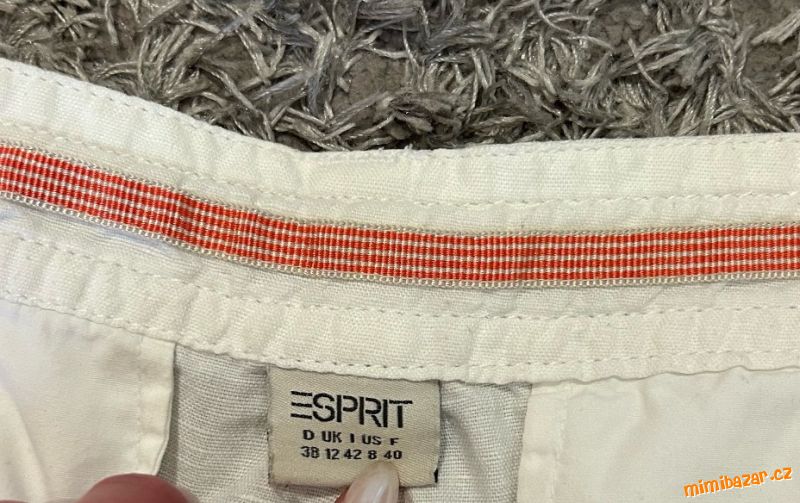 ESPRIT
D UK I US F
38 12 42 8 40
mimibazar.cz